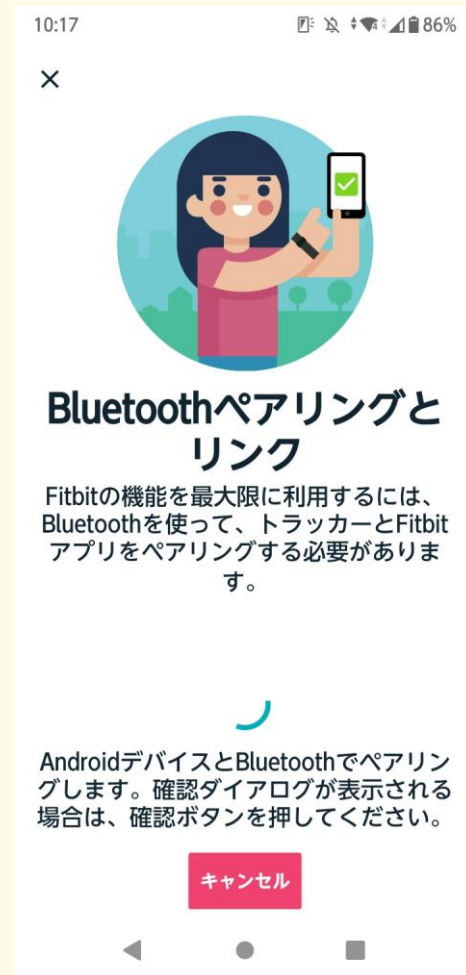 10:17
86%
Bluetoothペアリングと
リンク
Fitbitの機能を最大限に利用するには、
Bluetoothを使って、トラッカーとFitbit
アプリをペアリングする必要がありま
す。
AndroidデバイスとBluetoothでペアリン
グします。確認ダイアログが表示される
場合は、確認ボタンを押してください。
キャンセル